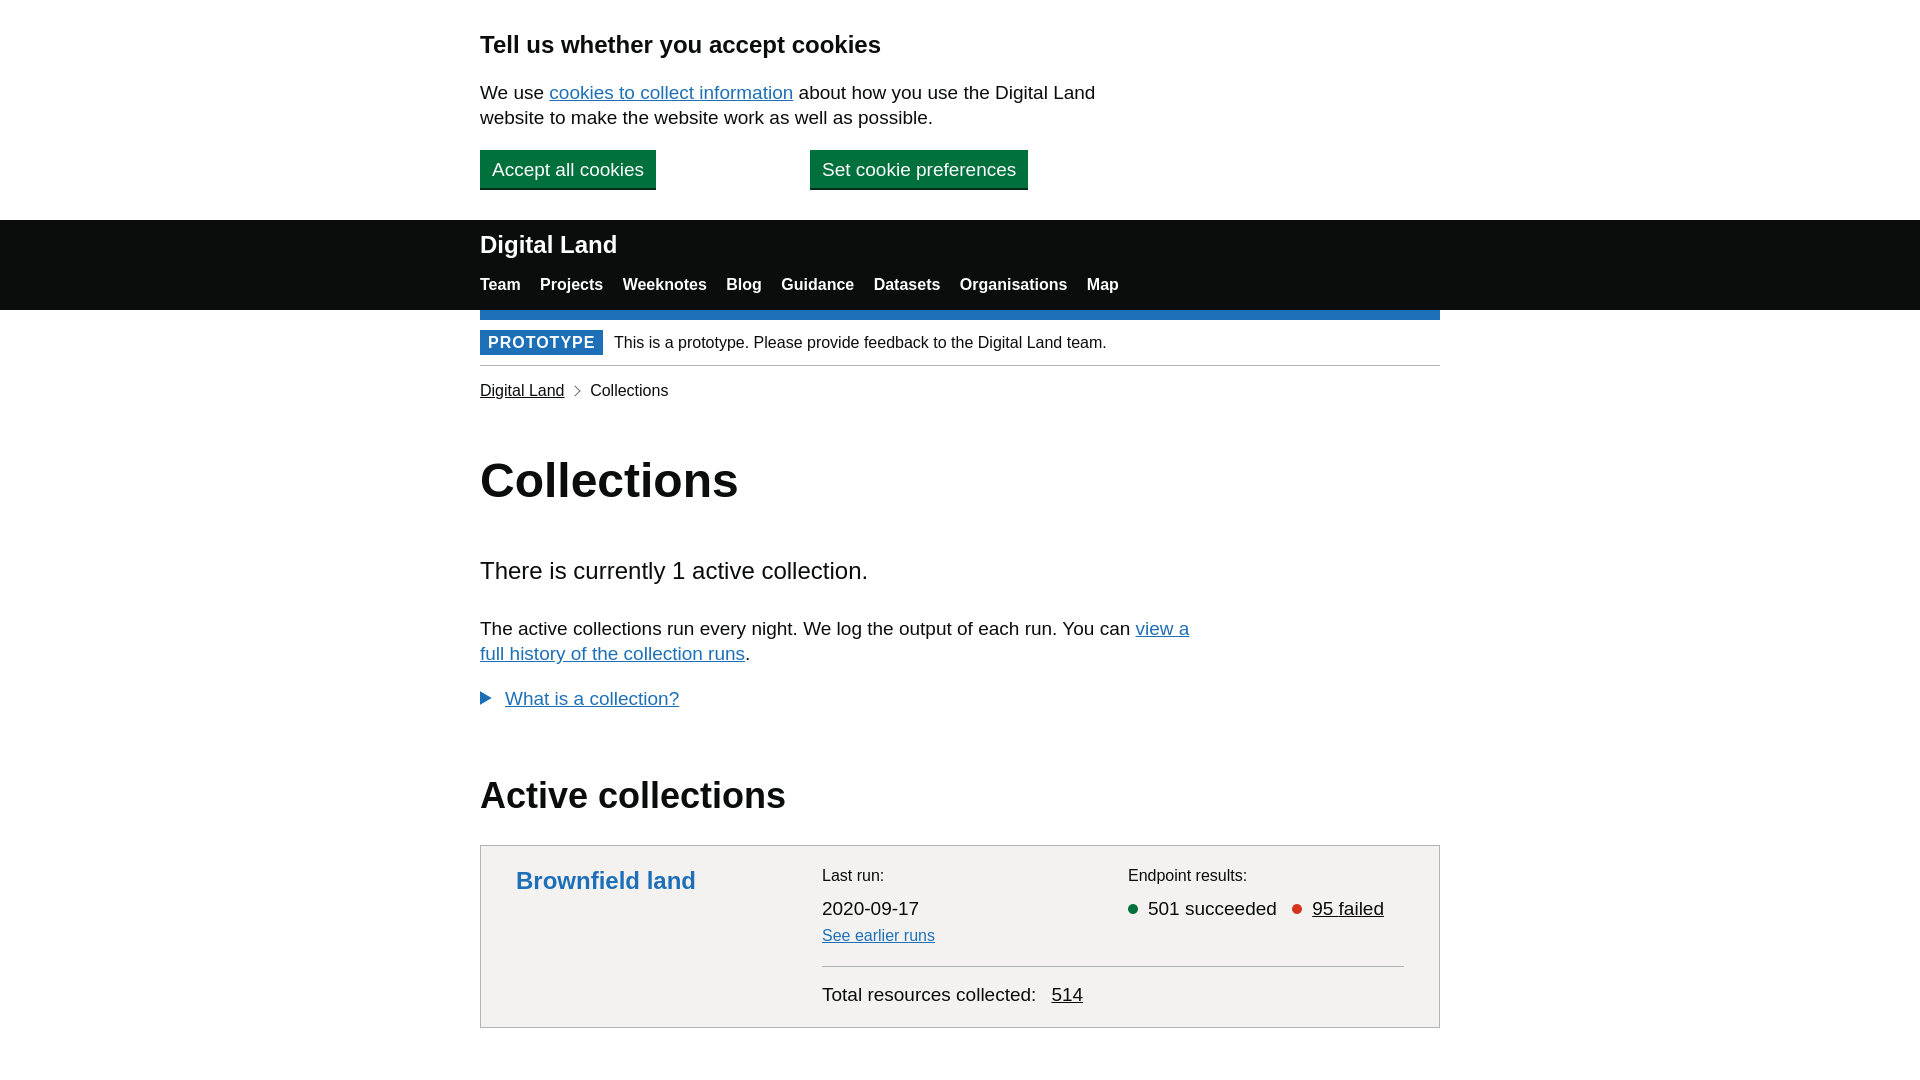 Tell us whether you accept cookies
We use cookies to collect information about how you use the Digital Land
website to make the website work as well as possible.
Accept all cookies
Set cookie preferences
Digital Land
Team Projects Weeknotes Blog Guidance Datasets Organisations Map
PROTOTYPE This is a prototype. Please provide feedback to the Digital Land team.
Digital Land Collections
Collections
There is currently 1 active collection.
The active collections run every night. We log the output of each run. You can view a
full history of the collection runs.
What is a collection?
Active collections
Brownfield land
Last run:
2020-09-17
See earlier runs
Endpoint results:
501 succeeded 95 failed
Total resources collected: 514